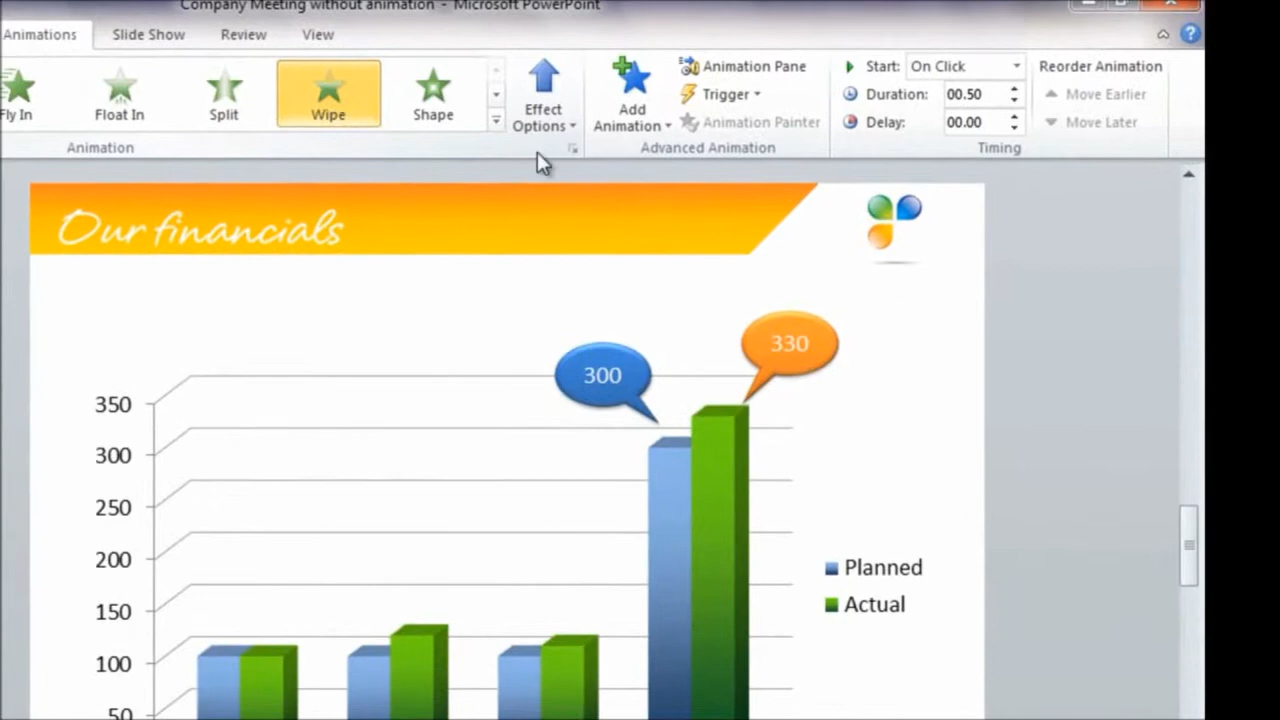 Company Meeting without animation - Microsoft PowerPoint
Animations Slide Show Review View
Fly In Float In Split Wipe Shape
Effect Options
Add Animation
Animation Pane
Trigger
Animation Painter
Start: On Click
Duration: 00.50
Delay: 00.00
Reorder Animation
Move Earlier
Move Later
Animation Advanced Animation Timing
Our financials
330
300
350
300
250
200
150
100
50
Planned
Actual